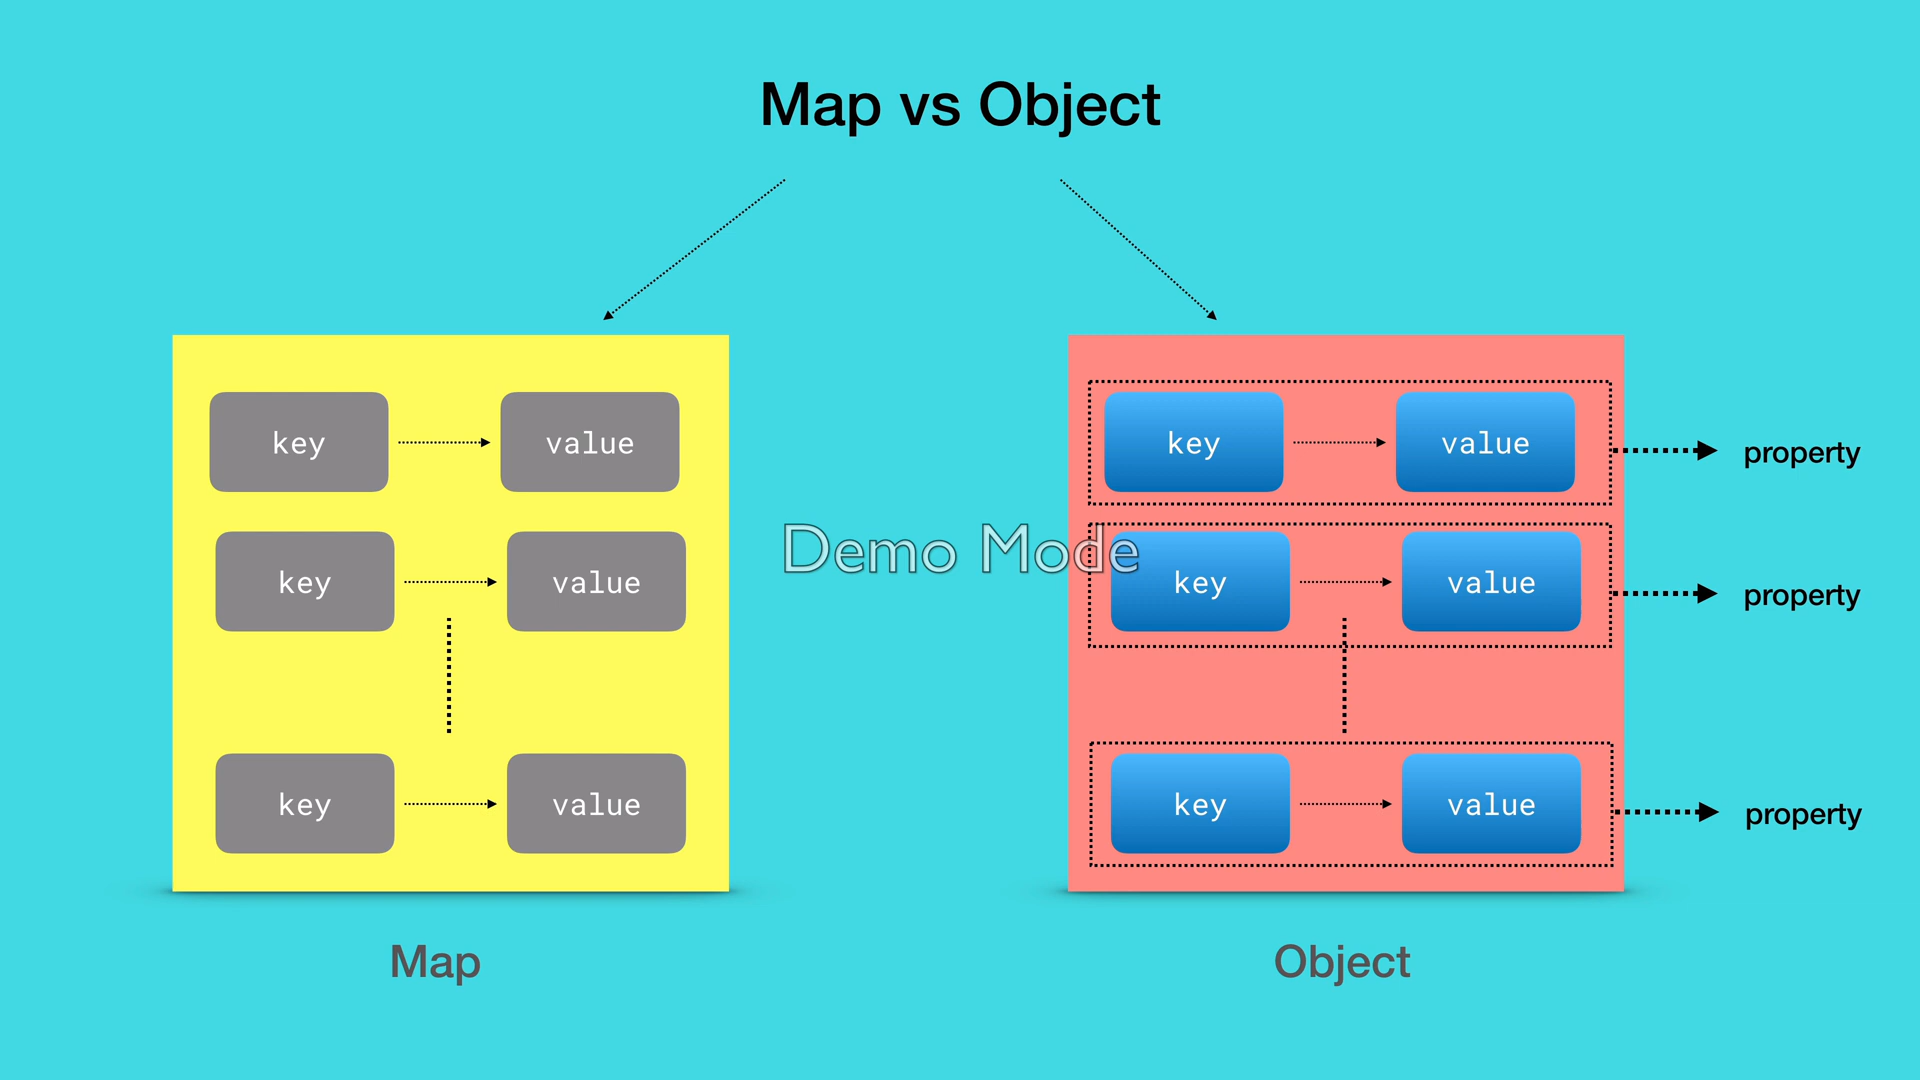 Map vs Object
key value
key value
key value
key value property
key value property
key value property
Demo Mode
Map
Object